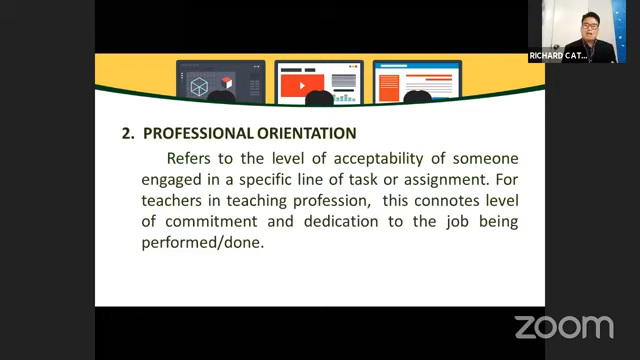 RICHARD CAT...
2. PROFESSIONAL ORIENTATION
Refers to the level of acceptability of someone
engaged in a specific line of task or assignment. For
teachers in teaching profession, this connotes level
of commitment and dedication to the job being
performed/done.
zoom